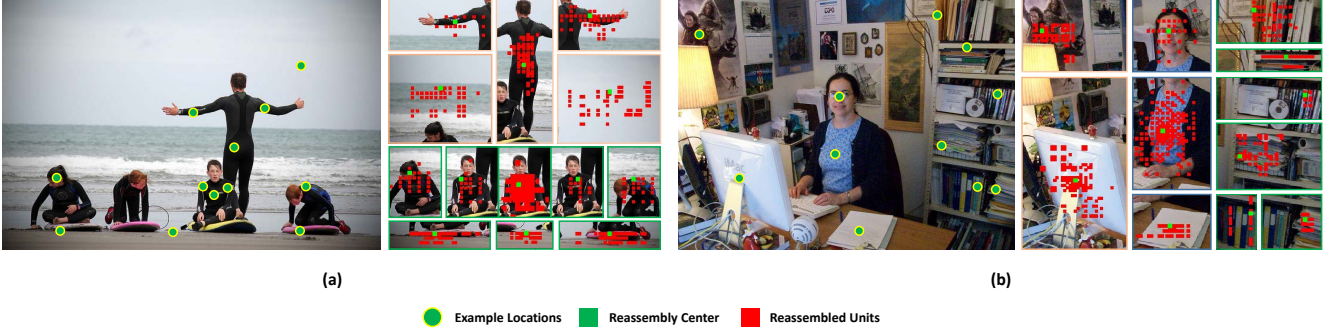 (a)
(b)
Example Locations
Reassembly Center
Reassembled Units